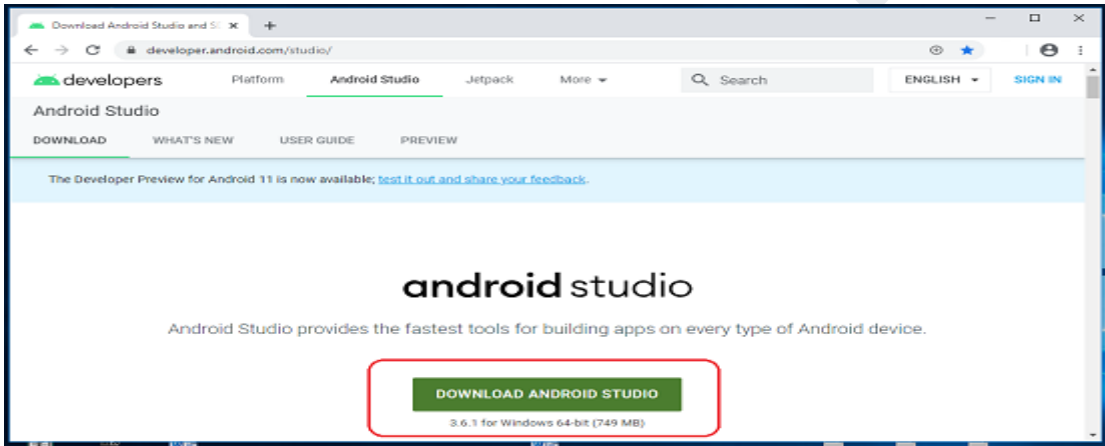 Download Android Studio and S
developer.android.com/studio/
developers Platform Android Studio Jetpack More Search ENGLISH SIGN IN
Android Studio
DOWNLOAD WHAT'S NEW USER GUIDE PREVIEW
The Developer Preview for Android 11 is now available; test it out and share your feedback.
android studio
Android Studio provides the fastest tools for building apps on every type of Android device.
DOWNLOAD ANDROID STUDIO
3.6.1 for Windows 64-bit (749 MB)